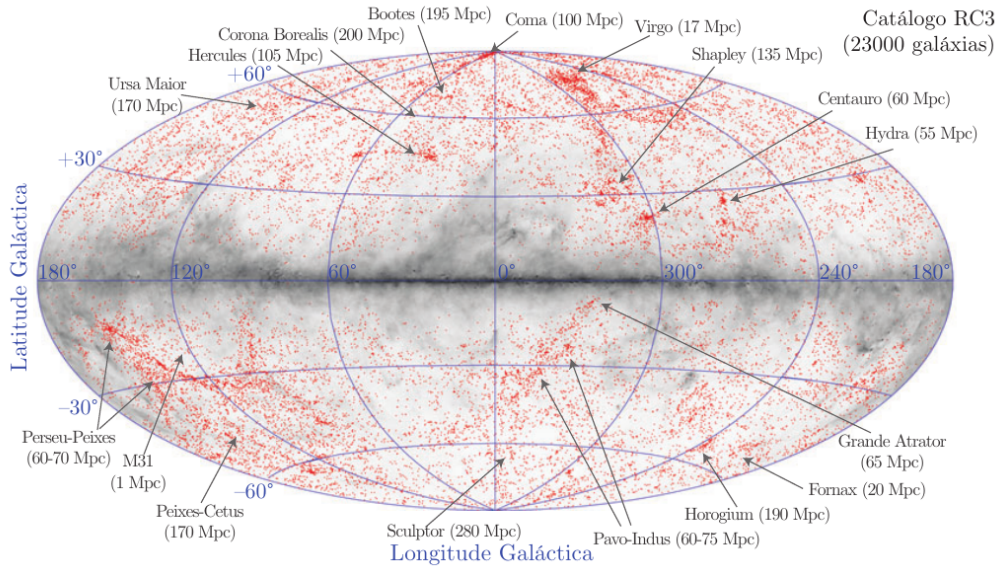 Bootes (195 Mpc)
Coma (100 Mpc)
Catálogo RC3
(23000 galáxias)
Corona Borealis (200 Mpc)
Virgo (17 Mpc)
Hercules (105 Mpc)
Shapley (135 Mpc)
+60°
Ursa Maior
(170 Mpc)
Centauro (60 Mpc)
Hydra (55 Mpc)
+30°
Latitude Galáctica
180°
120°
60°
0°
300°
240°
180°
–30°
Perseu-Peixes
(60-70 Mpc)
M31
(1 Mpc)
Grande Atrator
(65 Mpc)
–60°
Fornax (20 Mpc)
Peixes-Cetus
(170 Mpc)
Horogium (190 Mpc)
Sculptor (280 Mpc)
Pavo-Indus (60-75 Mpc)
Longitude Galáctica